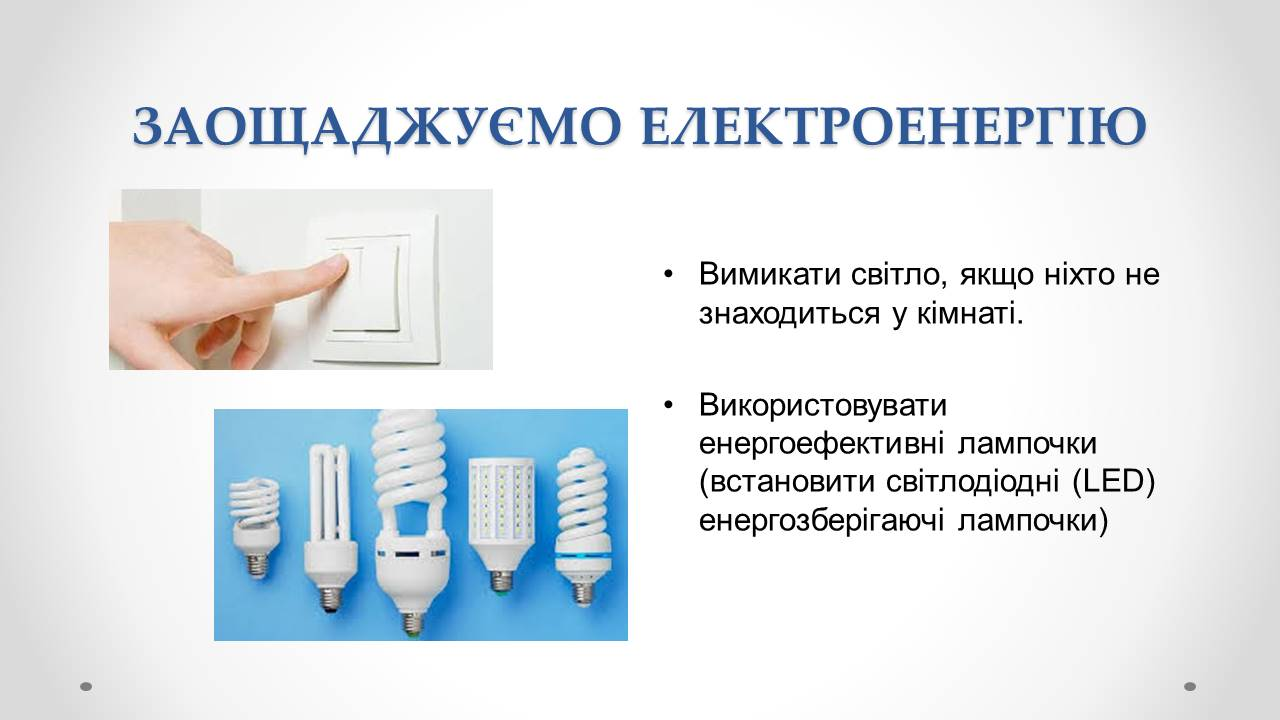 ЗАОЩАДЖУЄМО ЕЛЕКТРОЕНЕРГІЮ
• Вимикати світло, якщо ніхто не
знаходиться у кімнаті.
• Використовувати
енергоефективні лампочки
(встановити світлодіодні (LED)
енергозберігаючі лампочки)